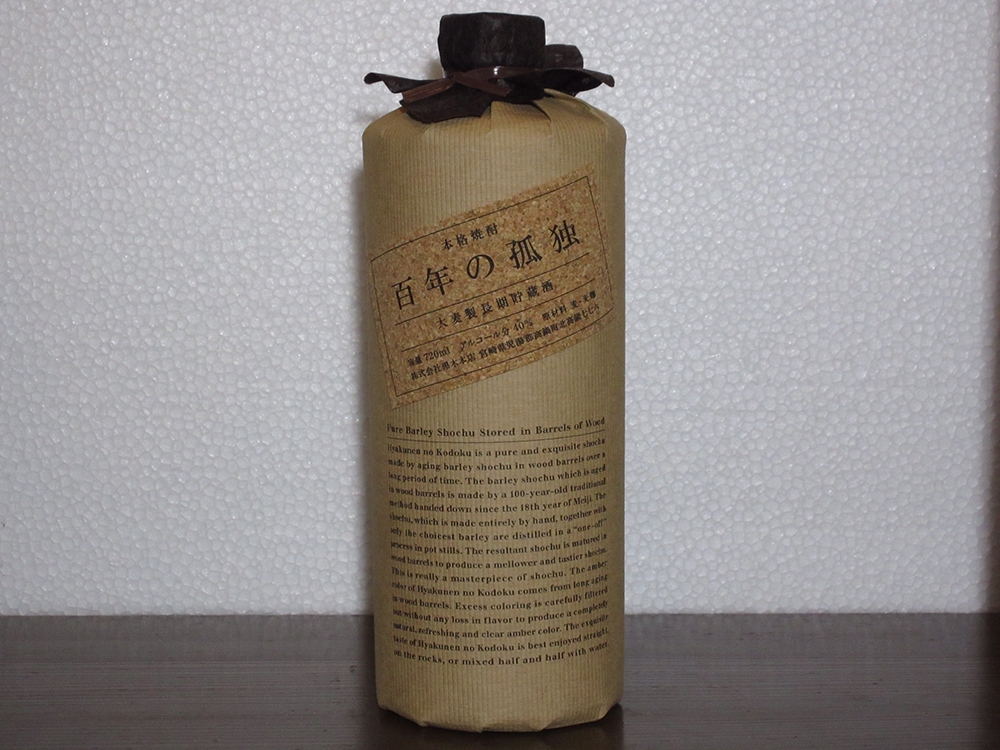 本格焼酎
百年の孤独
大麦製長期貯蔵酒
容量 720ml アルコール分 40% 原材料 麦・麦麹
株式会社黒木本店 宮崎県児湯郡高鍋町北高鍋七七六
Pure Barley Shochu Stored in Barrels of Wood
Hyakunen no Kodoku is a pure and exquisite shochu
made by aging barley shochu in wood barrels over a
long period of time. The barley shochu which is aged
in wood barrels is made by a 100-year-old traditional
method handed down since the 18th year of Meiji. The
shochu, which is made entirely by hand, together with
only the choicest barley are distilled in a "one-off"
process in pot stills. The resultant shochu is matured in
wood barrels to produce a mellower and tastier shochu.
This is really a masterpiece of shochu. The amber
color of Hyakunen no Kodoku comes from long aging
in wood barrels. Excess coloring is carefully filtered
out without any loss in flavor to produce a completely
natural, refreshing and clear amber color. The exquisite
taste of Hyakunen no Kodoku is best enjoyed straight,
on the rocks, or mixed half and half with water.